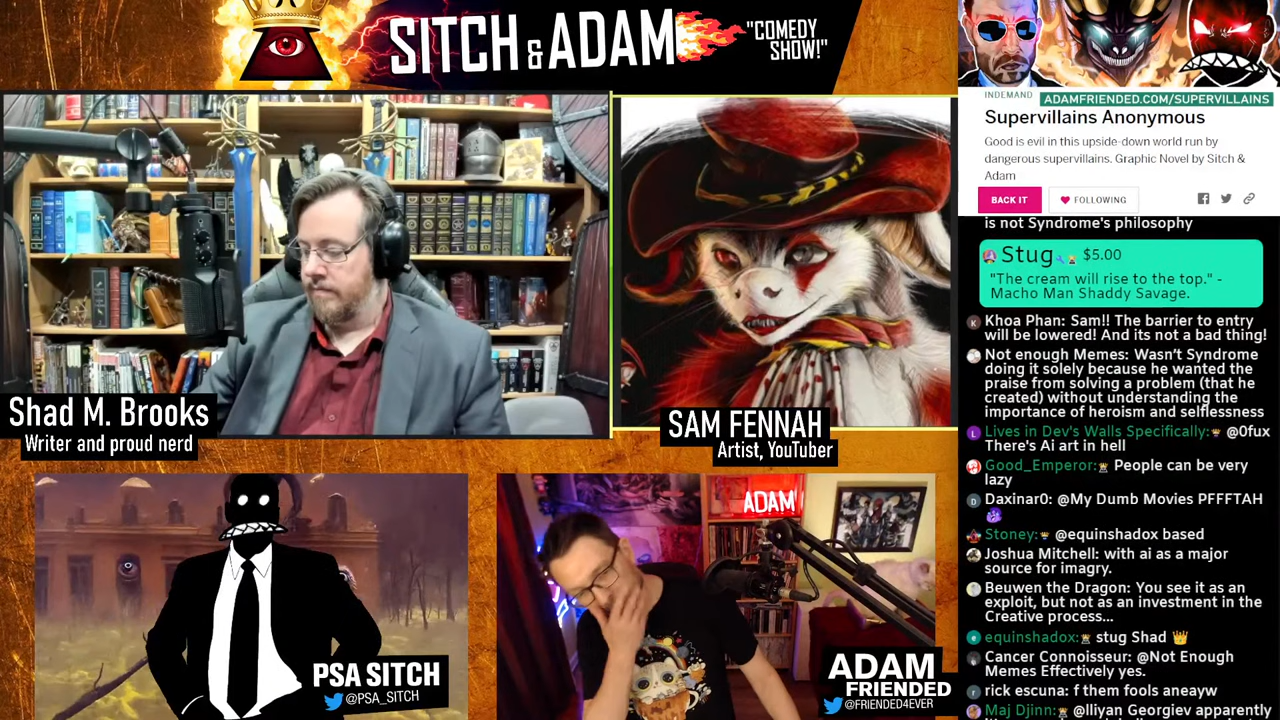 SITCH & ADAM
"COMEDY
SHOW!"
INDEMAND
ADAMFRIENDED.COM/SUPERVILLAINS
Supervillains Anonymous
Good is evil in this upside-down world run by
dangerous supervillains. Graphic Novel by Sitch &
Adam
BACK IT
FOLLOWING
is not Syndrome's philosophy
Stug $5.00
"The cream will rise to the top." -
Macho Man Shaddy Savage.
Khoa Phan: Sam!! The barrier to entry
will be lowered! And its not a bad thing!
Not enough Memes: Wasn't Syndrome
doing it solely because he wanted the
praise from solving a problem (that he
created) without understanding the
importance of heroism and selflessness
Lives in Dev's Walls Specifically: @0fux
There's Ai art in hell
Good_Emperor: People can be very
lazy
Daxinar0: @My Dumb Movies PFFFTAH
Stoney: @equinshadox based
Joshua Mitchell: with ai as a major
source for imagry.
Beuwen the Dragon: You see it as an
exploit, but not as an investment in the
Creative process...
equinshadox: stug Shad
Cancer Connoisseur: @Not Enough
Memes Effectively yes.
rick escuna: f them fools aneayw
Maj Djinn: @Iliyan Georgiev apparently
Shad M. Brooks
Writer and proud nerd
SAM FENNAH
Artist, YouTuber
PSA SITCH
@PSA_SITCH
ADAM
ADAM
FRIENDED
@FRIENDED4EVER